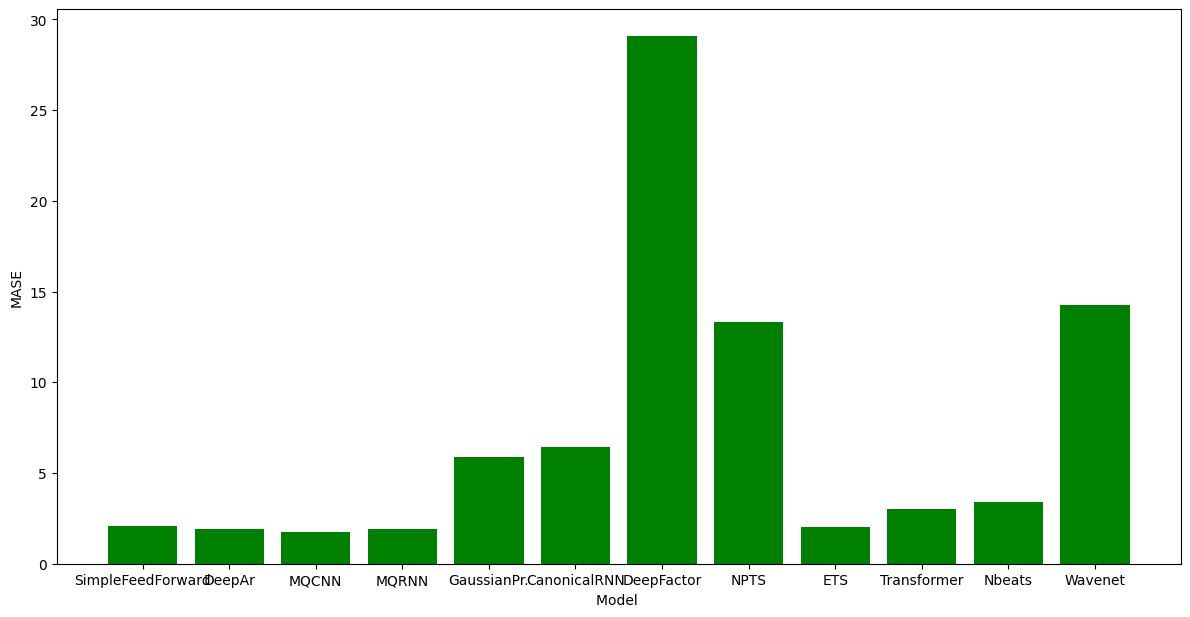 30
25
20
15
10
5
0
MASE
SimpleFeedForward DeepAr MQCNN MQRNN GaussianPr. CanonicalRNN DeepFactor NPTS ETS Transformer Nbeats Wavenet
Model